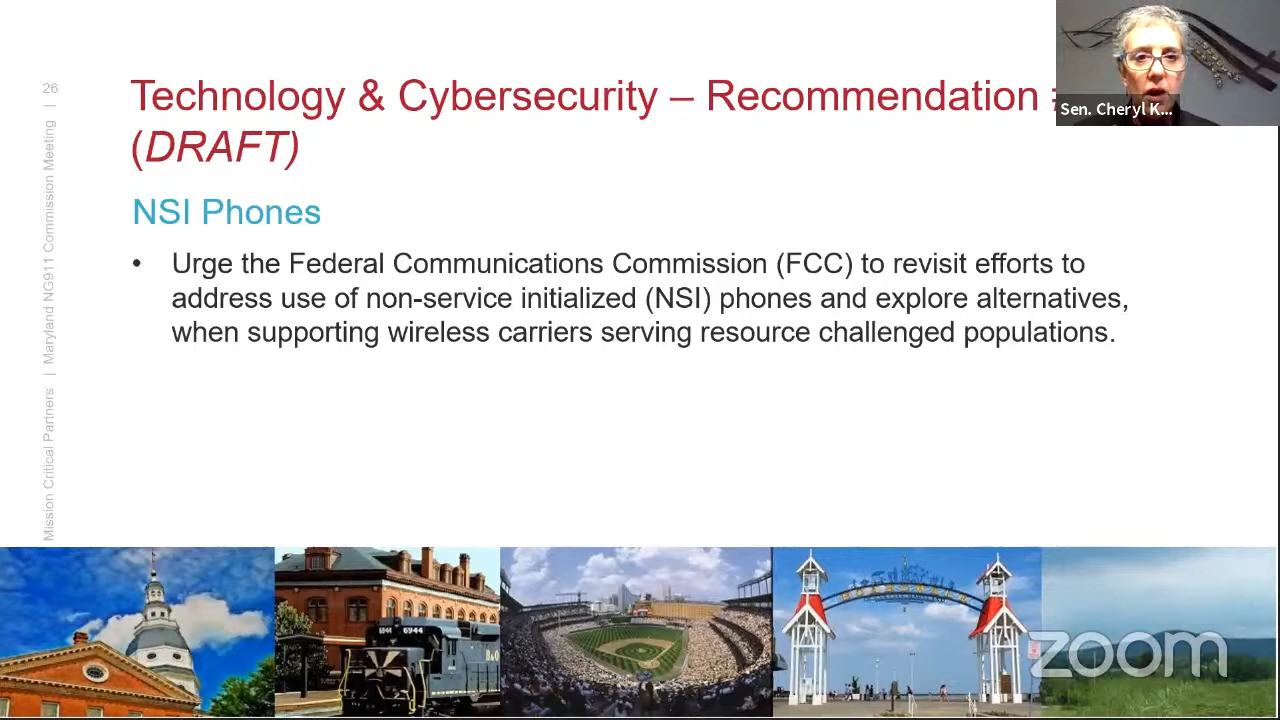 26
Mission Critical Partners | Maryland NG911 Commission Meeting |
Technology & Cybersecurity – Recommendation
(DRAFT)
NSI Phones
• Urge the Federal Communications Commission (FCC) to revisit efforts to
address use of non-service initialized (NSI) phones and explore alternatives,
when supporting wireless carriers serving resource challenged populations.
Sen. Cheryl K...
6944
B&O
zoom